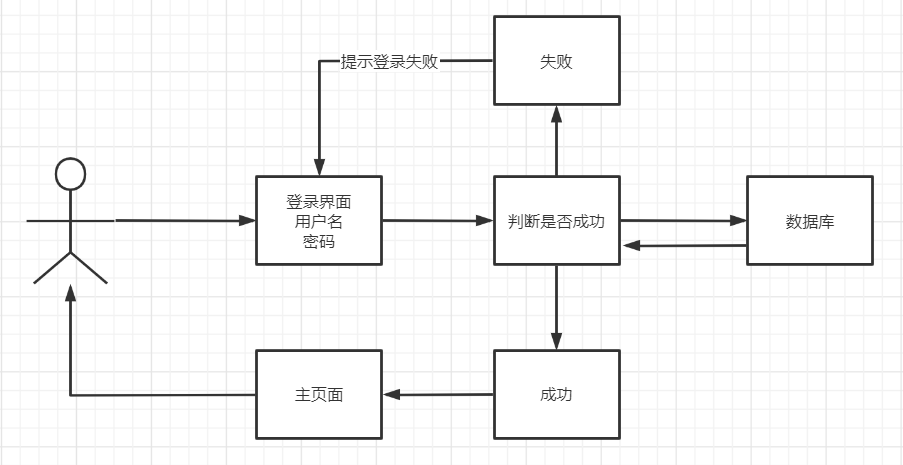 失败
提示登录失败
登录界面
用户名
密码
判断是否成功
数据库
主页面
成功